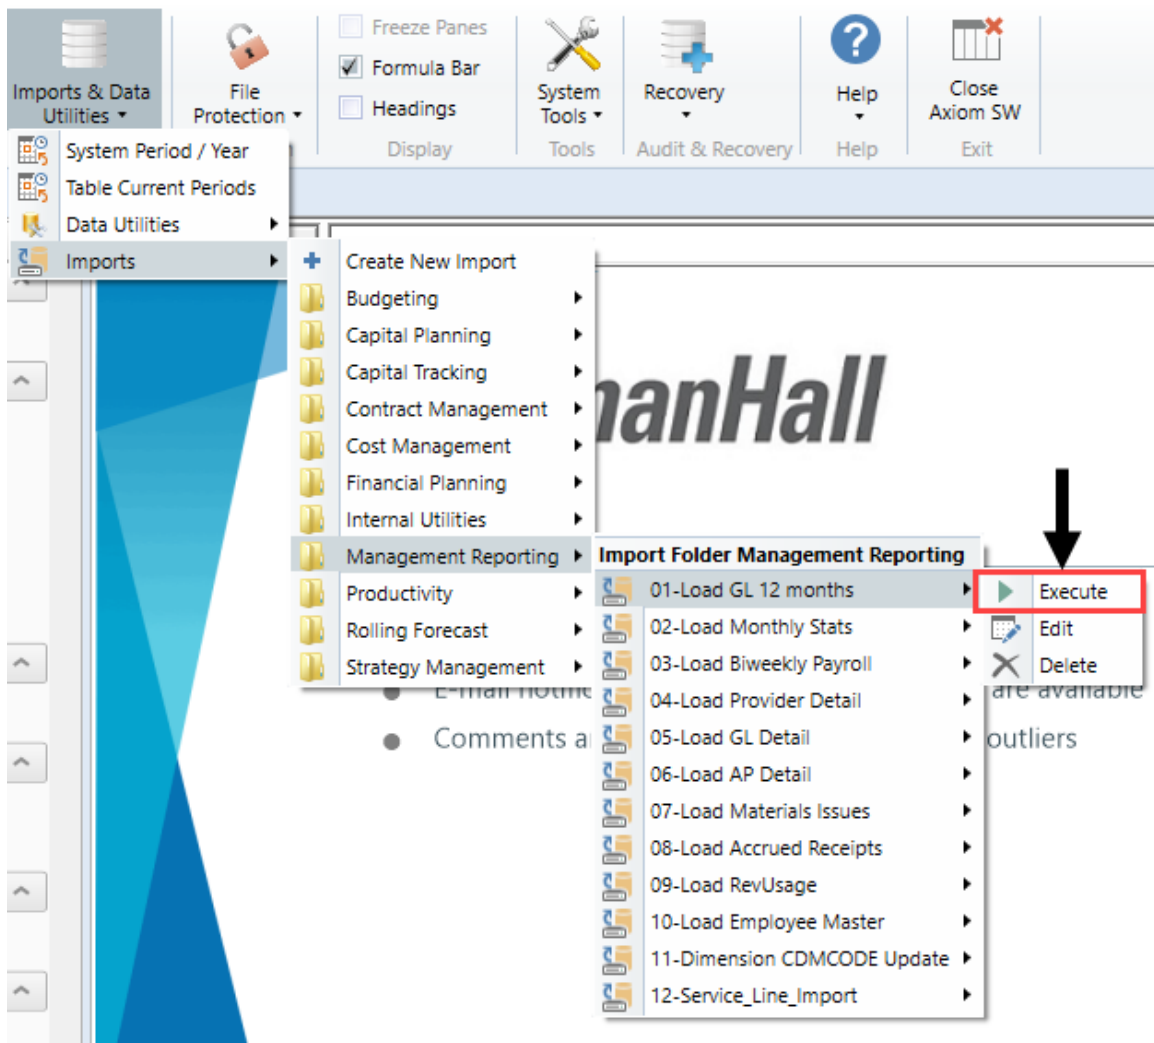 Imports & Data
Utilities
File
Protection
Freeze Panes
Formula Bar
Headings
Display
System
Tools
Tools
Recovery
Audit & Recovery
Help
Help
Close
Axiom SW
Exit
System Period / Year
Table Current Periods
Data Utilities
Imports
Create New Import
Budgeting
Capital Planning
Capital Tracking
Contract Management
Cost Management
Financial Planning
Internal Utilities
Management Reporting
Productivity
Rolling Forecast
Strategy Management
manHall
Import Folder Management Reporting
01-Load GL 12 months
02-Load Monthly Stats
03-Load Biweekly Payroll
04-Load Provider Detail
05-Load GL Detail
06-Load AP Detail
07-Load Materials Issues
08-Load Accrued Receipts
09-Load RevUsage
10-Load Employee Master
11-Dimension CDMCODE Update
12-Service_Line_Import
Execute
Edit
Delete
E-mail are available
Comments outliers